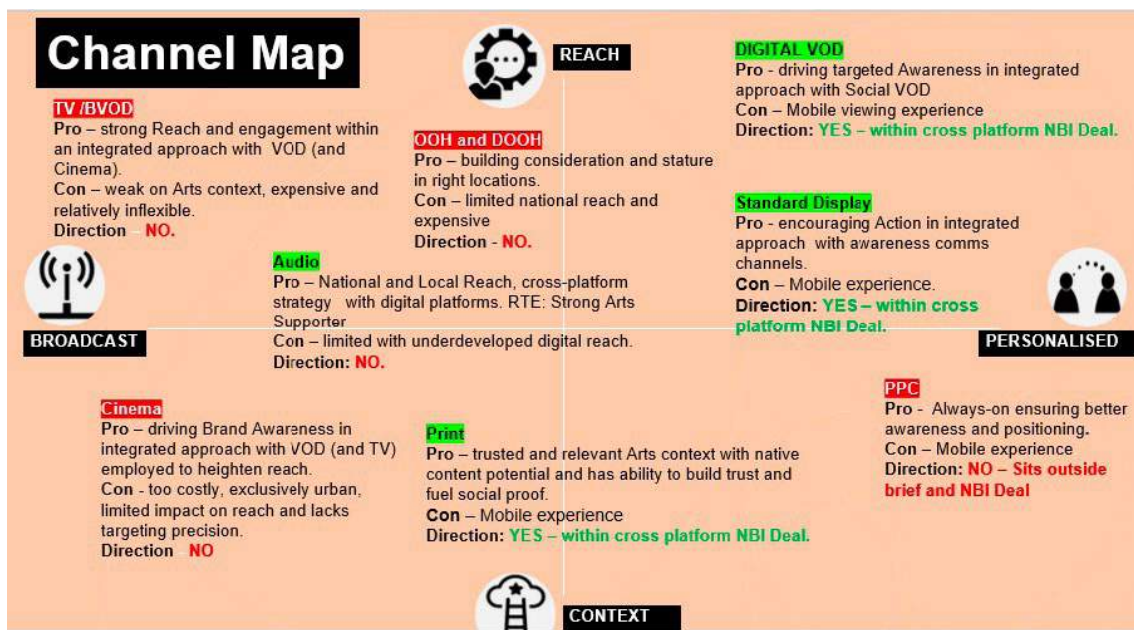 Channel Map
REACH
TV /BVOD
Pro – strong Reach and engagement within
an integrated approach with VOD (and
Cinema).
Con – weak on Arts context, expensive and
relatively inflexible.
Direction – NO.
OOH and DOOH
Pro – building consideration and stature
in right locations.
Con – limited national reach and
expensive
Direction - NO.
DIGITAL VOD
Pro - driving targeted Awareness in integrated
approach with Social VOD
Con – Mobile viewing experience
Direction: YES – within cross platform NBI Deal.
Standard Display
Pro - encouraging Action in integrated
approach with awareness comms
channels.
Con – Mobile experience.
Direction: YES – within cross
platform NBI Deal.
Audio
Pro – National and Local Reach, cross-platform
strategy with digital platforms. RTE: Strong Arts
Supporter
Con – limited with underdeveloped digital reach.
Direction: NO.
BROADCAST
PERSONALISED
Cinema
Pro – driving Brand Awareness in
integrated approach with VOD (and TV)
employed to heighten reach.
Con - too costly, exclusively urban,
limited impact on reach and lacks
targeting precision.
Direction NO
Print
Pro – trusted and relevant Arts context with native
content potential and has ability to build trust and
fuel social proof.
Con – Mobile experience
Direction: YES – within cross platform NBI Deal.
PPC
Pro - Always-on ensuring better
awareness and positioning.
Con – Mobile experience
Direction: NO – Sits outside
brief and NBI Deal
CONTEXT